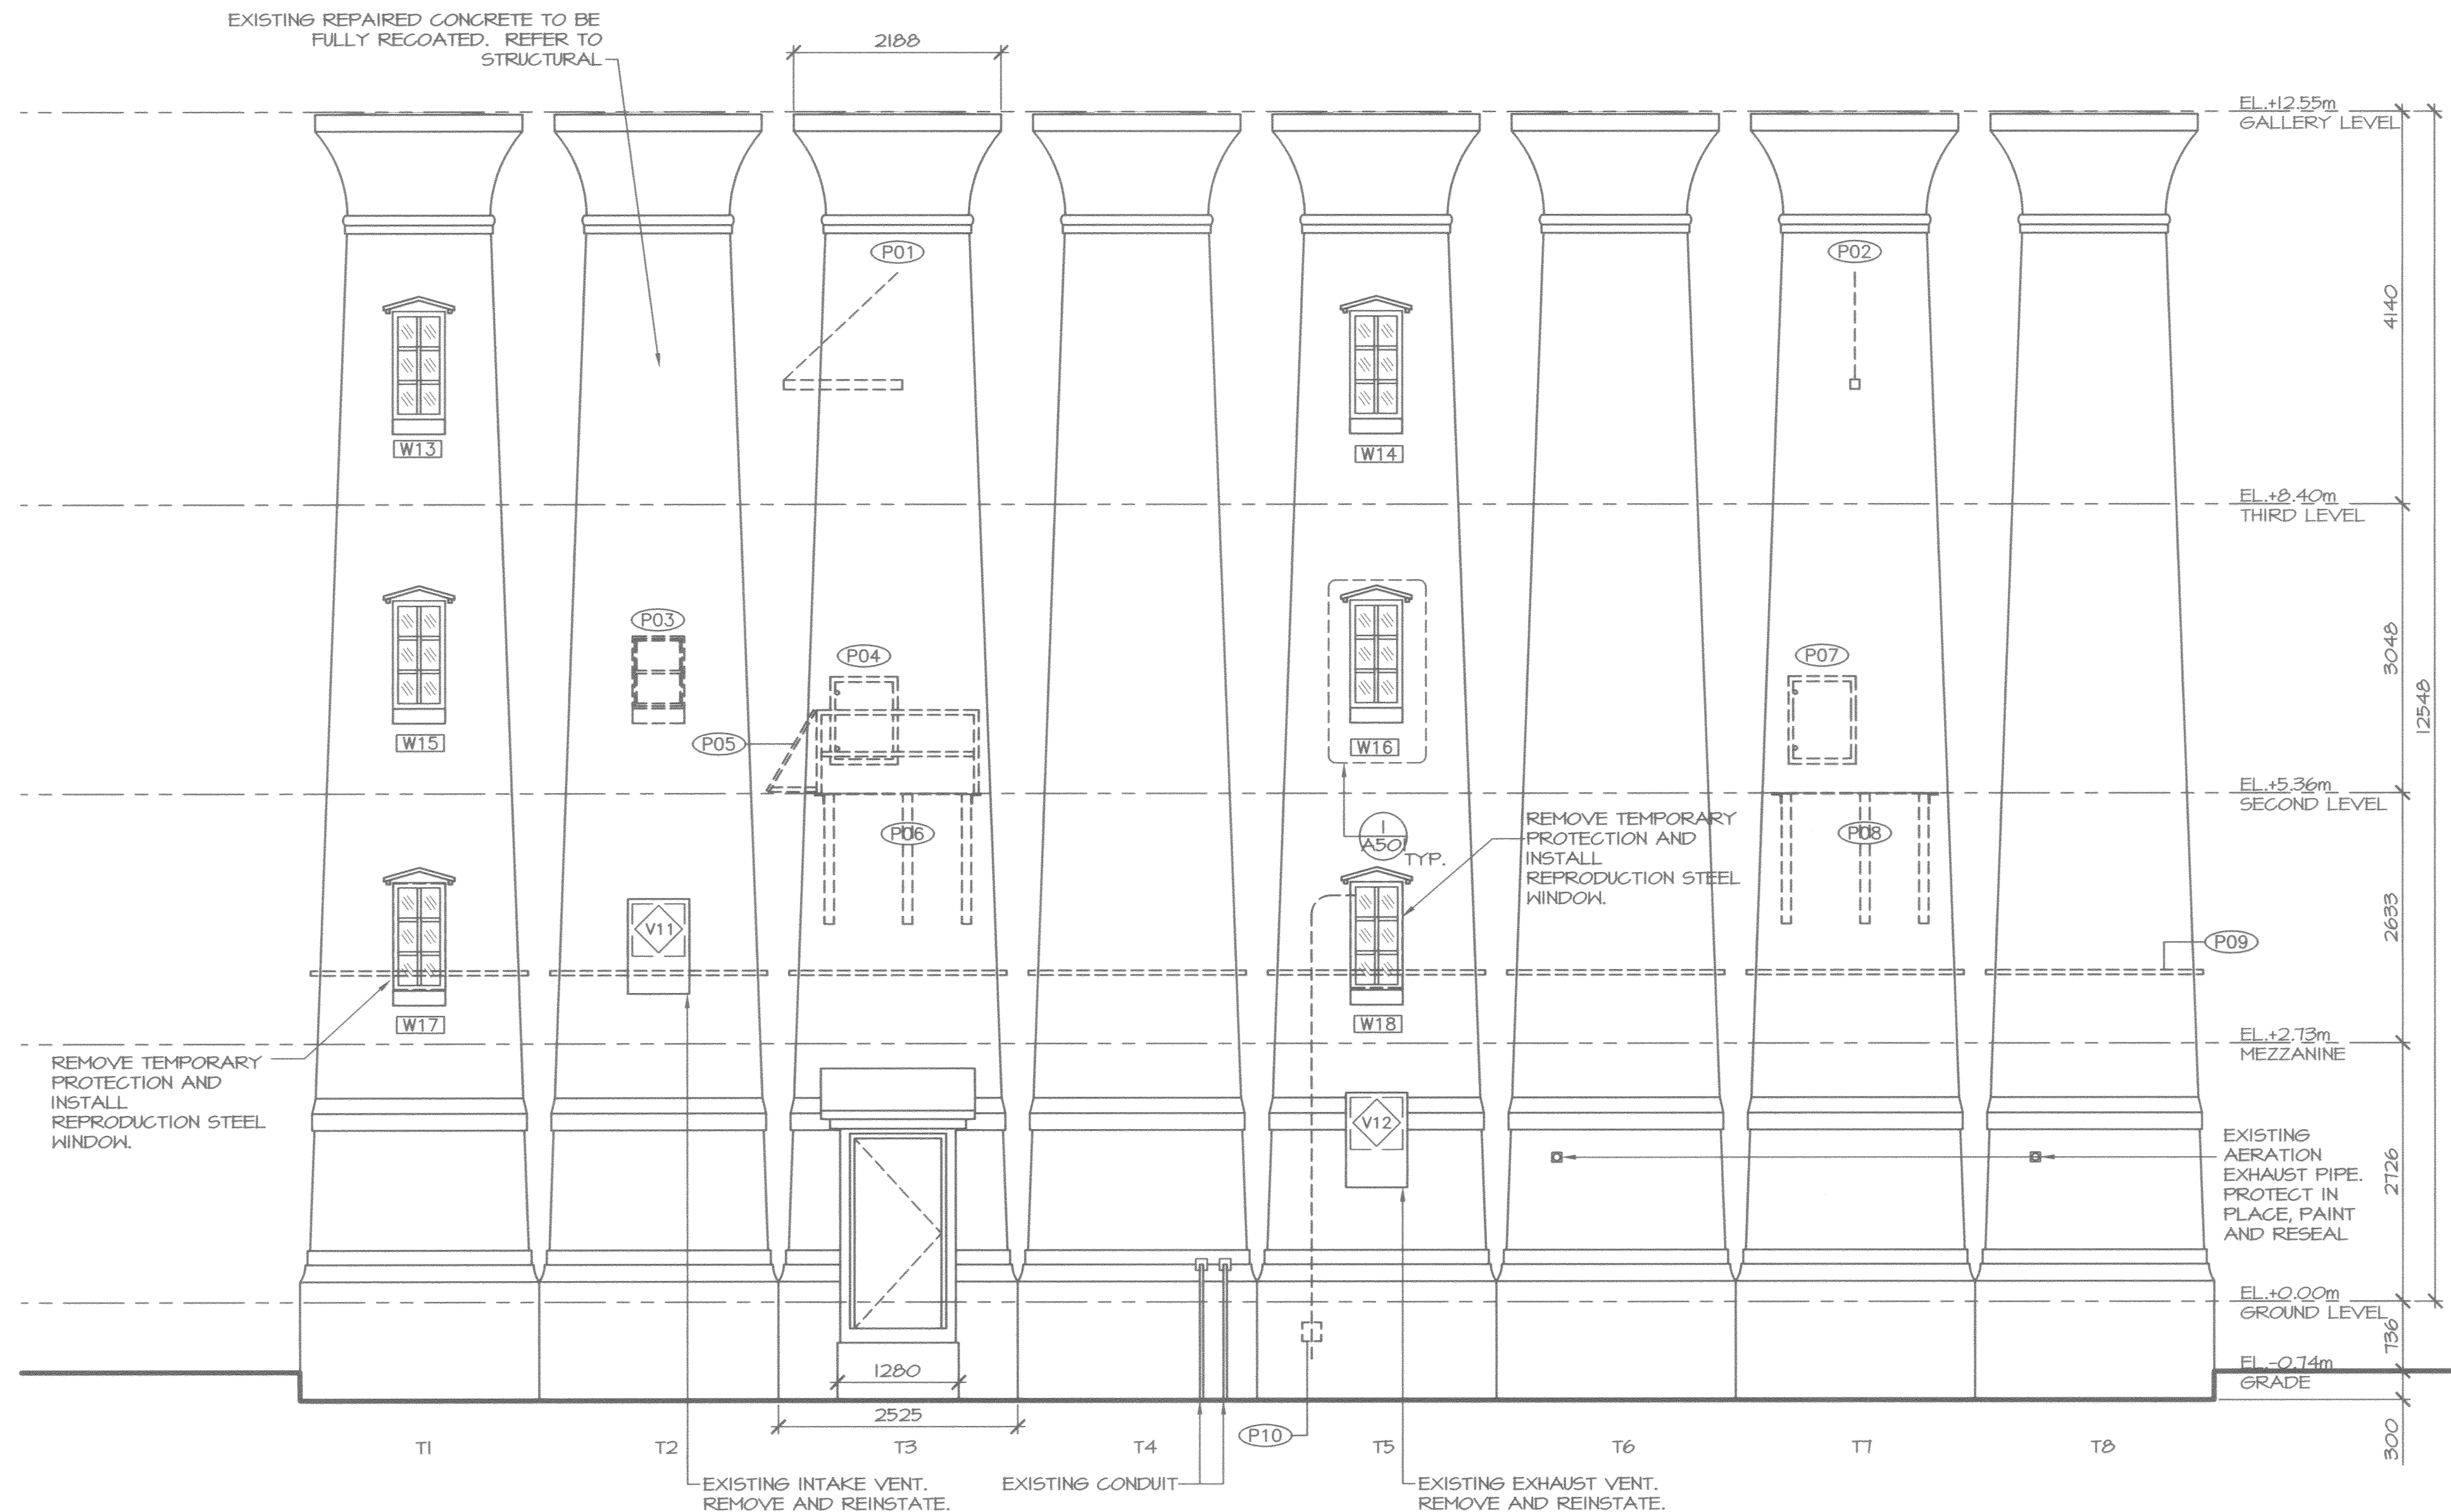 EXISTING REPAIRED CONCRETE TO BE
FULLY RECOATED. REFER TO
STRUCTURAL
2188
EL.+12.55m
GALLERY LEVEL
P01
P02
4140
W13
W14
EL.+8.40m
THIRD LEVEL
P03
P04
P07
3048
12548
P05
W15
W16
EL.+5.36m
SECOND LEVEL
P06
P08
1
A501
TYP.
REMOVE TEMPORARY
PROTECTION AND
INSTALL
REPRODUCTION STEEL
WINDOW.
2633
V11
P09
W17
W18
EL.+2.73m
MEZZANINE
REMOVE TEMPORARY
PROTECTION AND
INSTALL
REPRODUCTION STEEL
WINDOW.
V12
EXISTING
AERATION
EXHAUST PIPE.
PROTECT IN
PLACE, PAINT
AND RESEAL
2726
EL.+0.00m
GROUND LEVEL
736
EL.-0.74m
GRADE
1280
2525
300
P10
T1
T2
T3
T4
T5
T6
T7
T8
EXISTING INTAKE VENT.
REMOVE AND REINSTATE.
EXISTING CONDUIT
EXISTING EXHAUST VENT.
REMOVE AND REINSTATE.